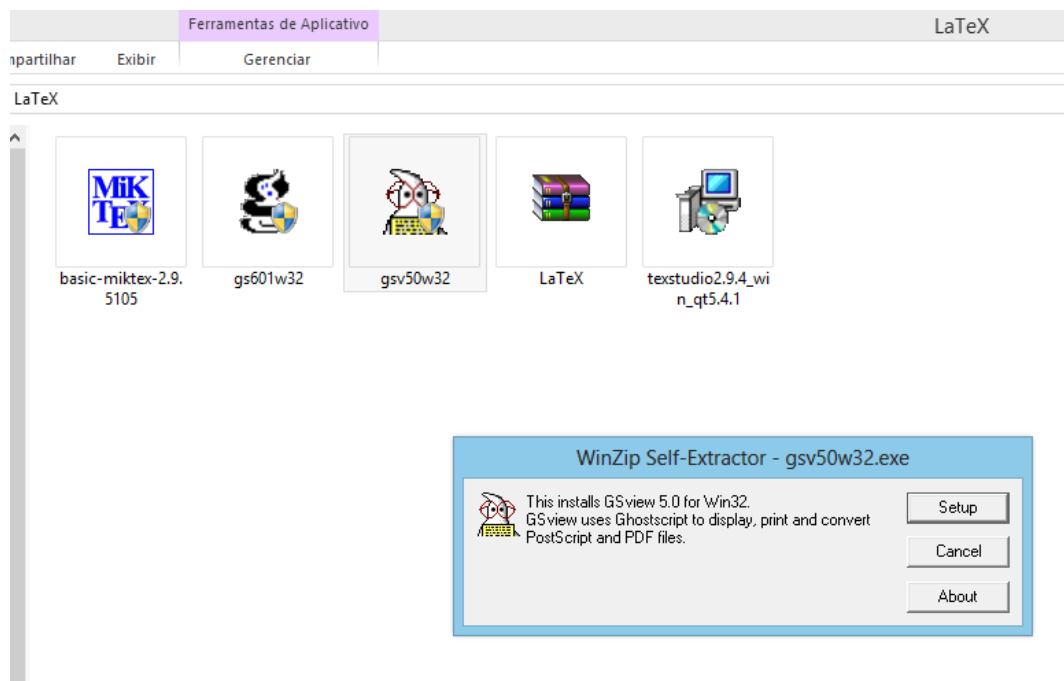 Ferramentas de Aplicativo
LaTeX
mpartilhar
Exibir
Gerenciar
LaTeX
MiK
TEX
basic-miktex-2.9.
5105
gs601w32
gsv50w32
LaTeX
texstudio2.9.4_wi
n_qt5.4.1
WinZip Self-Extractor - gsv50w32.exe
This installs GSview 5.0 for Win32.
GSview uses Ghostscript to display, print and convert
PostScript and PDF files.
Setup
Cancel
About